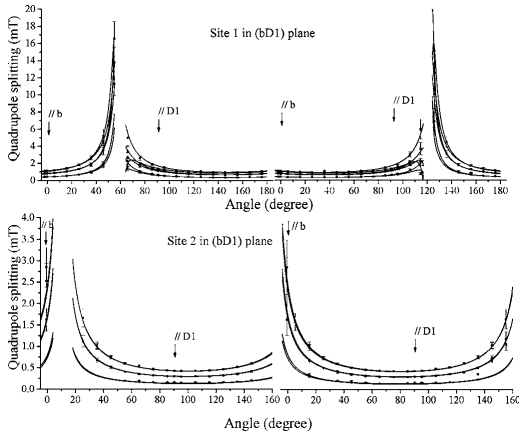 Quadrupole splitting (mT)
20
18
16
14
12
10
8
6
4
2
0
Site 1 in (bD1) plane
// b
// D1
// b
// D1
0 20 40 60 80 100 120 140 160 180
0 20 40 60 80 100 120 140 160 180
Angle (degree)
Quadrupole splitting (mT)
4.0
3.5
3.0
2.5
2.0
1.5
1.0
0.5
0.0
//b
Site 2 in (bD1) plane
// D1
// b
// D1
0 20 40 60 80 100 120 140 160
0 20 40 60 80 100 120 140 160
Angle (degree)
Angle (degree)